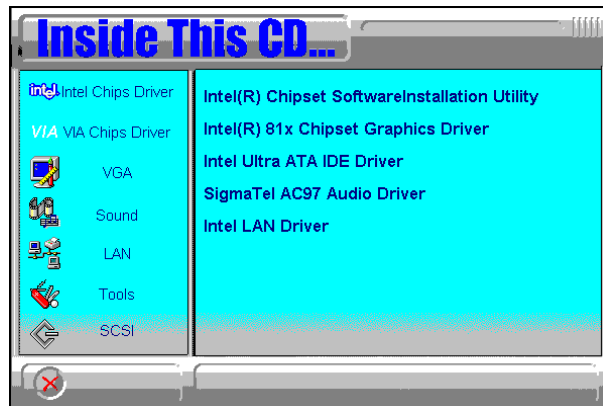 Inside This CD...
intel Intel Chips Driver
VIA VIA Chips Driver
VGA
Sound
LAN
Tools
SCSI
Intel(R) Chipset SoftwareInstallation Utility
Intel(R) 81x Chipset Graphics Driver
Intel Ultra ATA IDE Driver
SigmaTel AC97 Audio Driver
Intel LAN Driver